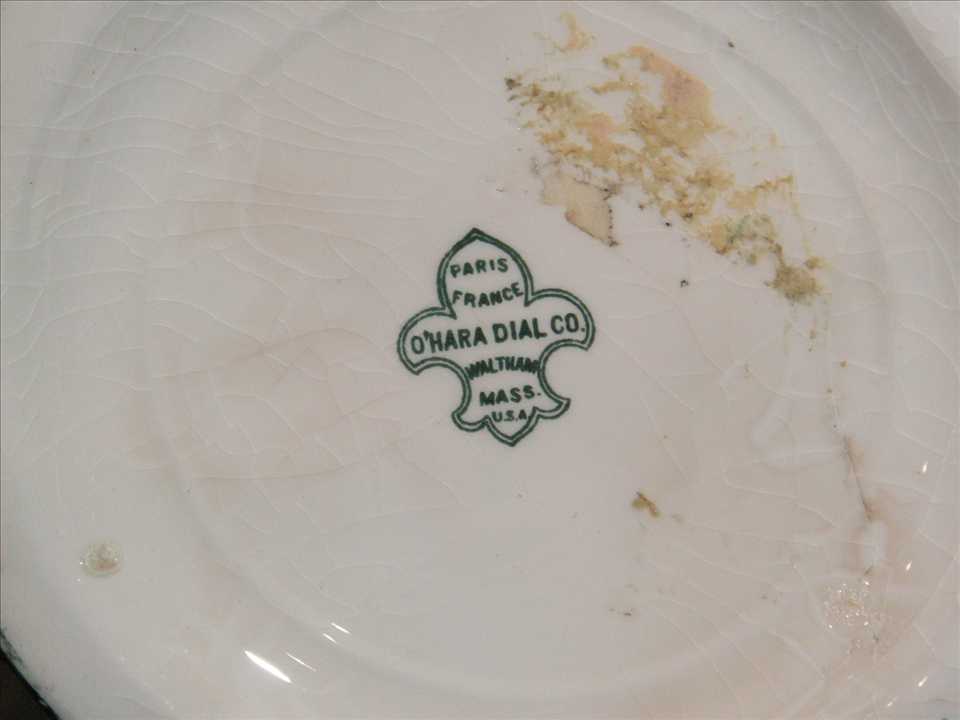 PARIS
FRANCE
O'HARA DIAL CO.
WALTHAM
MASS.
U.S.A.